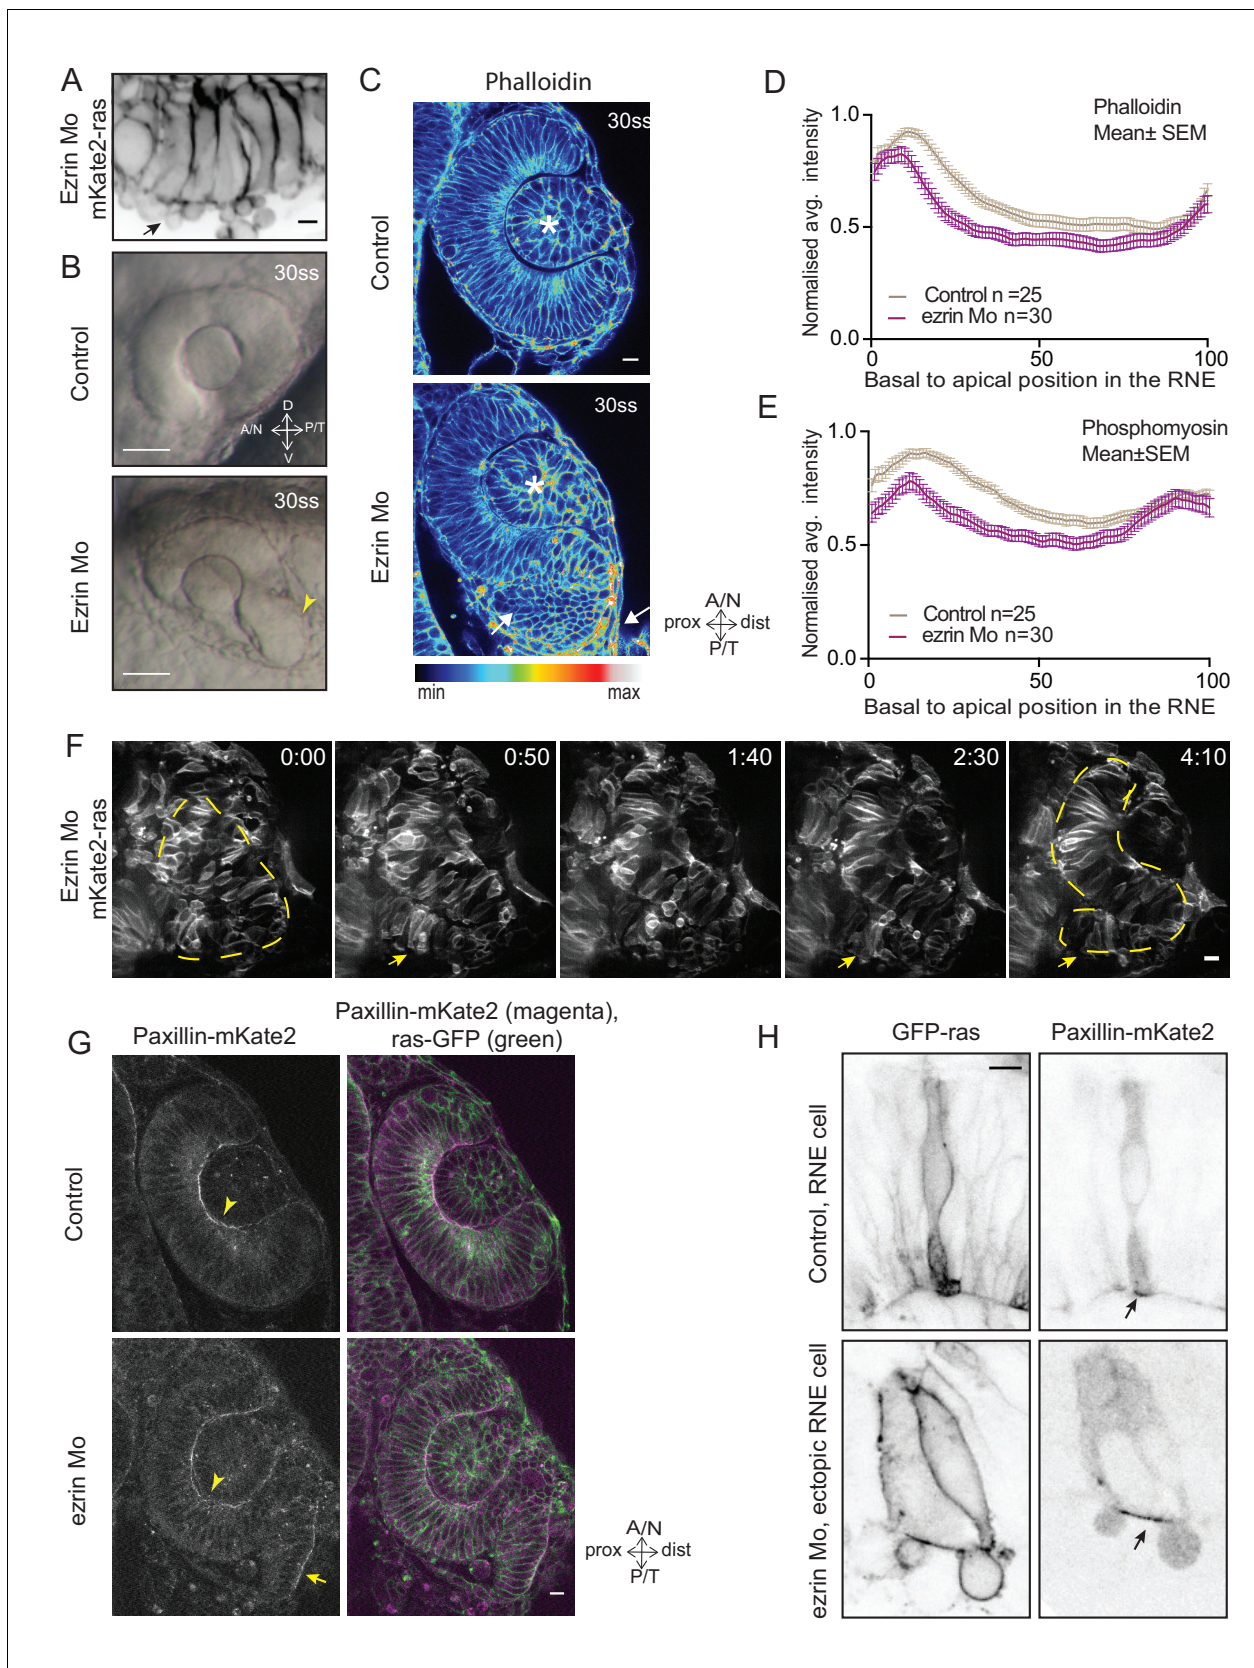 A
Ezrin Mo
mKate2-ras
B
Control
30ss
D
A/N
P/T
V
Ezrin Mo
30ss
C
Phalloidin
Control
30ss
*
Ezrin Mo
30ss
*
A/N
prox
dist
P/T
min
max
D
Phalloidin
Mean± SEM
Normalised avg. intensity
1.0
0.5
0.0
Control n =25
ezrin Mo n=30
0
50
100
Basal to apical position in the RNE
E
Phosphomyosin
Mean±SEM
Normalised avg. intensity
1.0
0.5
0.0
Control n=25
ezrin Mo n=30
0
50
100
Basal to apical position in the RNE
F
Ezrin Mo
mKate2-ras
0:00
0:50
1:40
2:30
4:10
G
Paxillin-mKate2
Paxillin-mKate2 (magenta),
ras-GFP (green)
Control
ezrin Mo
A/N
prox
dist
P/T
H
GFP-ras
Paxillin-mKate2
Control, RNE cell
ezrin Mo, ectopic RNE cell